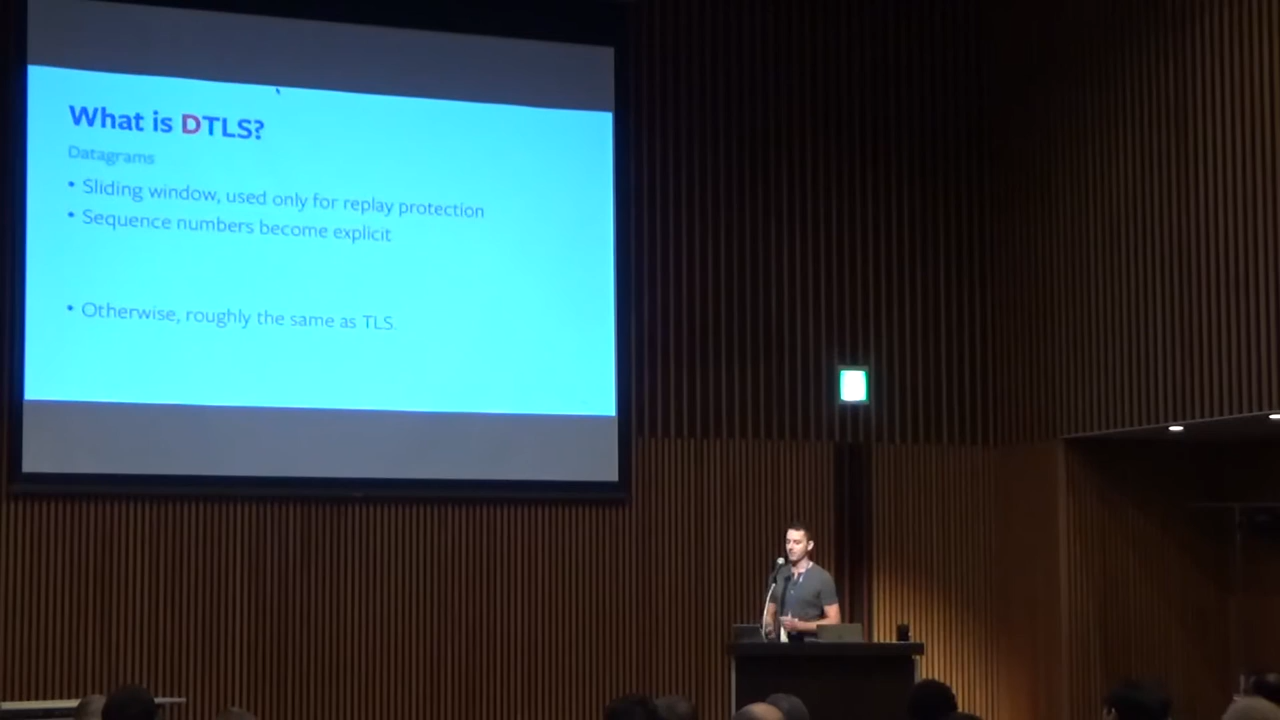 What is DTLS?
Datagrams
• Sliding window, used only for replay protection
• Sequence numbers become explicit
• Otherwise, roughly the same as TLS.